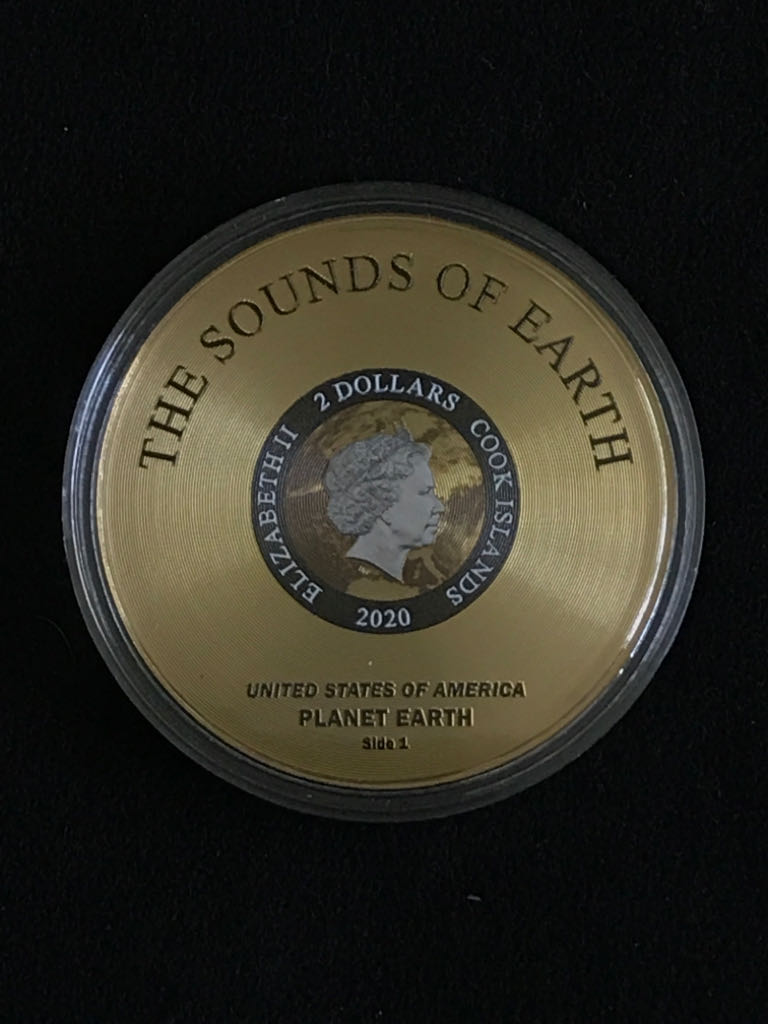 THE SOUNDS OF EARTH
ELIZABETH II 2 DOLLARS COOK ISLANDS
2020
UNITED STATES OF AMERICA
PLANET EARTH
Side 1